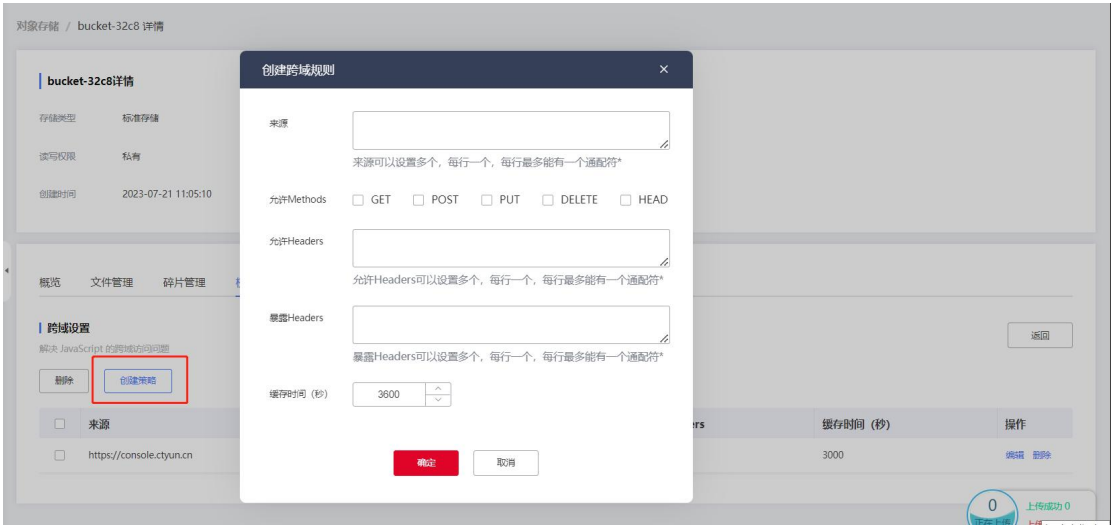 对象存储 / bucket-32c8 详情
bucket-32c8详情
存储类型 标准存储
读写权限 私有
创建时间 2023-07-21 11:05:10
创建跨域规则 ×
来源
来源可以设置多个，每行一个，每行最多能有一个通配符*
允许Methods GET POST PUT DELETE HEAD
允许Headers
允许Headers可以设置多个，每行一个，每行最多能有一个通配符*
暴露Headers
暴露Headers可以设置多个，每行一个，每行最多能有一个通配符*
缓存时间（秒） 3600
确定 取消
概览 文件管理 碎片管理
跨域设置
解决 JavaScript 的跨域访问问题
返回
删除 创建策略
来源 缓存时间（秒） 操作
https://console.ctyun.cn 3000 编辑 删除
0 上传成功 0
正在上传